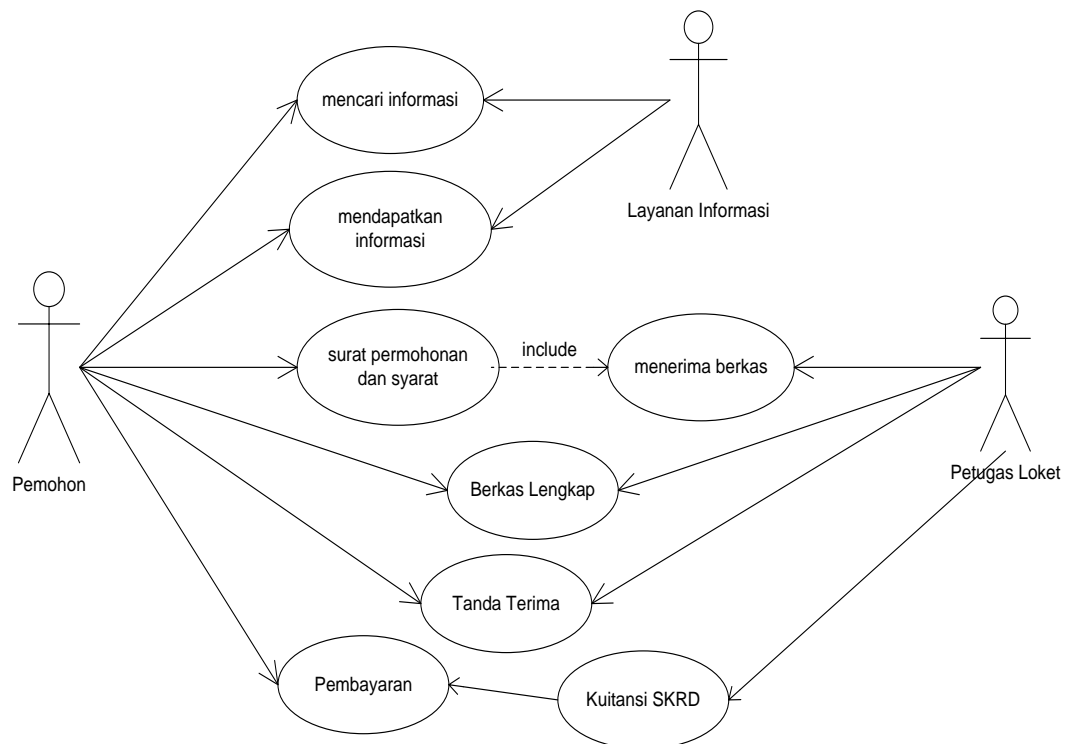 mencari informasi
Layanan Informasi
mendapatkan
informasi
surat permohonan
dan syarat
include
menerima berkas
Pemohon
Berkas Lengkap
Petugas Loket
Tanda Terima
Pembayaran
Kuitansi SKRD